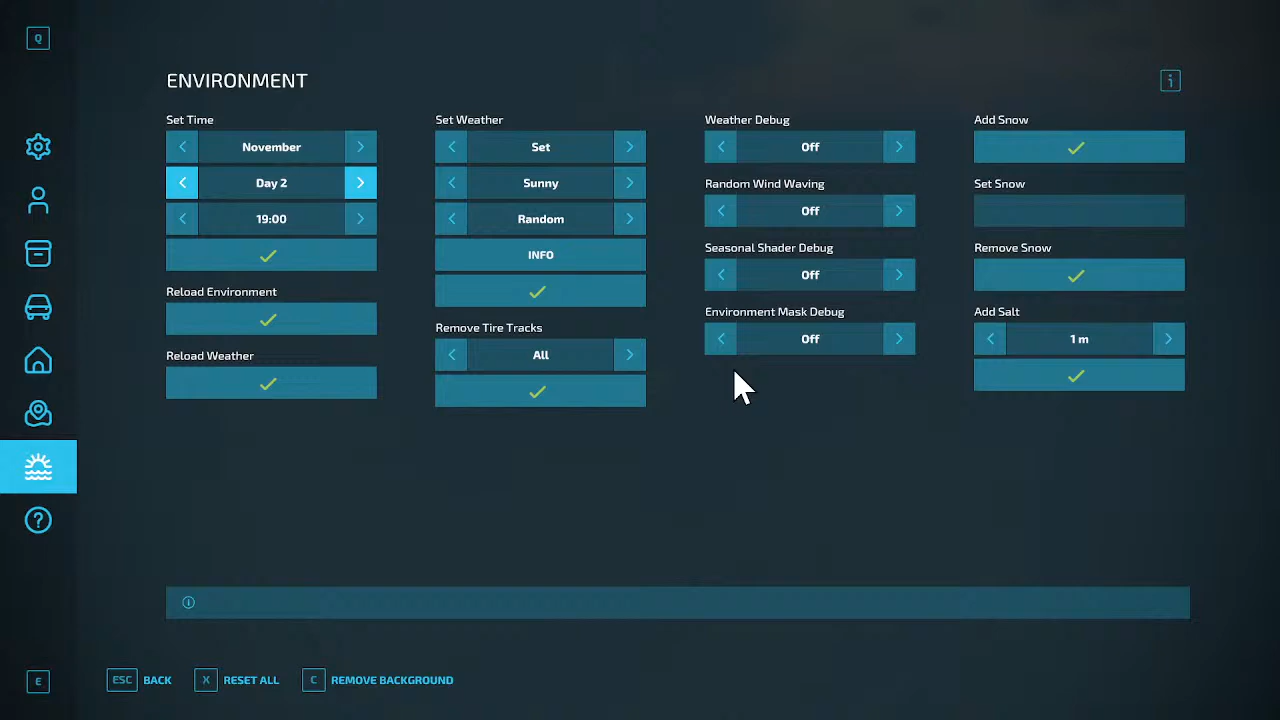 Q
ENVIRONMENT
Set Time
November
Day 2
19:00
Reload Environment
Reload Weather
Set Weather
Set
Sunny
Random
INFO
Remove Tire Tracks
All
Weather Debug
Off
Random Wind Waving
Off
Seasonal Shader Debug
Off
Environment Mask Debug
Off
Add Snow
Set Snow
Remove Snow
Add Salt
1 m
E
ESC BACK
X RESET ALL
C REMOVE BACKGROUND